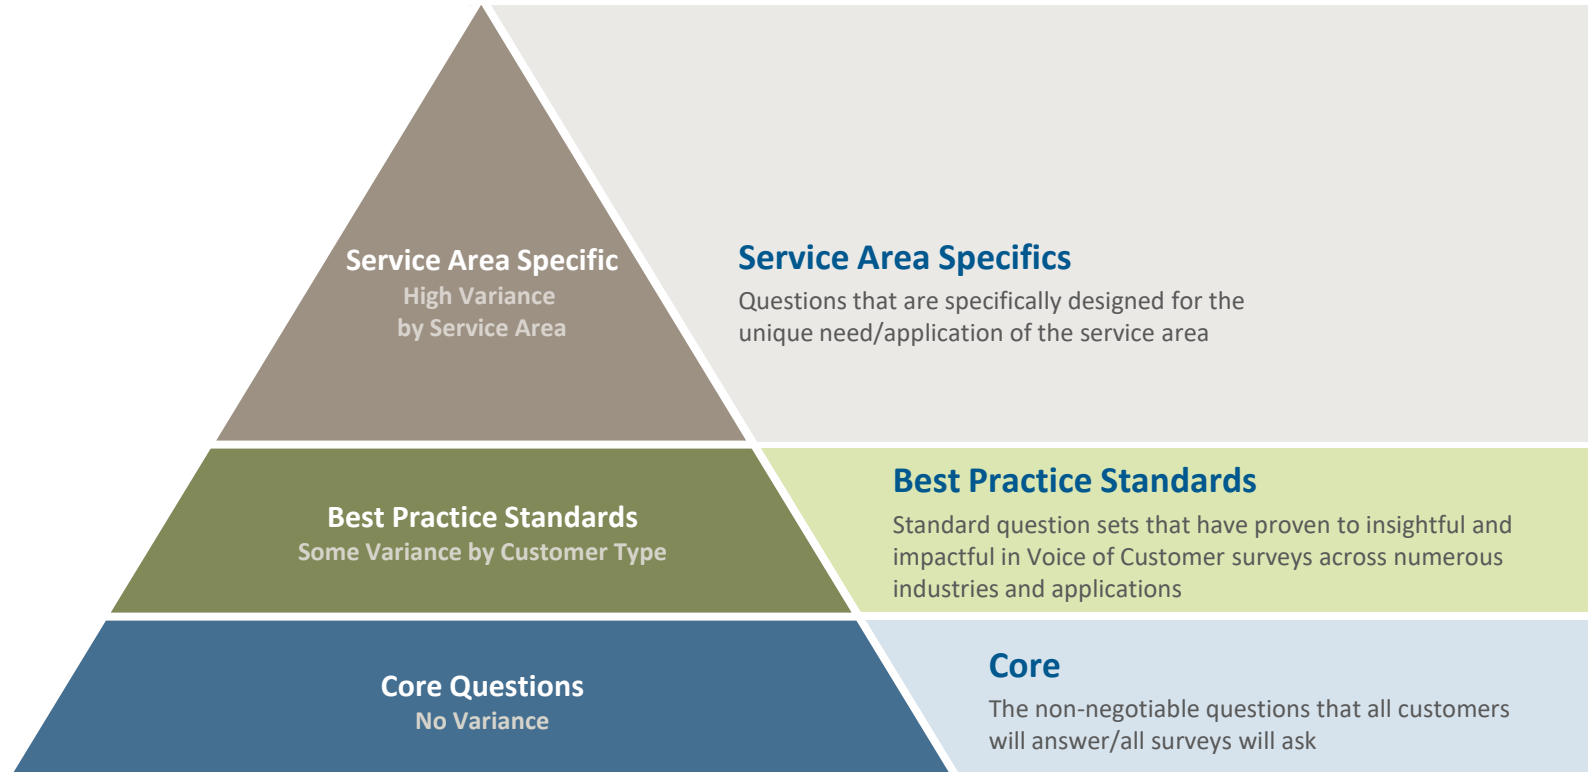 Service Area Specific
High Variance
by Service Area
Service Area Specifics
Questions that are specifically designed for the
unique need/application of the service area
Best Practice Standards
Some Variance by Customer Type
Best Practice Standards
Standard question sets that have proven to insightful and
impactful in Voice of Customer surveys across numerous
industries and applications
Core Questions
No Variance
Core
The non-negotiable questions that all customers
will answer/all surveys will ask